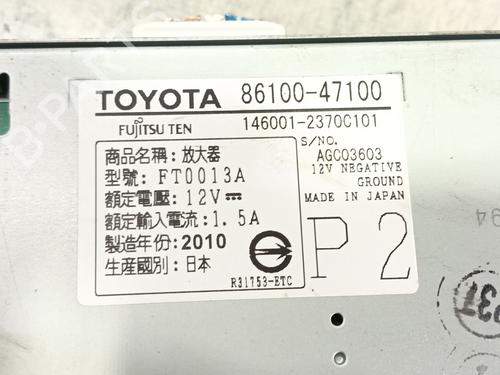 TOYOTA 86100-47100
FUJITSU TEN 146001-2370C101
S/NO.
AGC03603
12V NEGATIVE
GROUND
MADE IN JAPAN
商品名稱：放大器
型號：FT0013A
額定電壓：12V⎓
額定輸入電流：1.5A
製造年份：2010
生產國別：日本
R31753-ETC
P2
94
B-PARTS